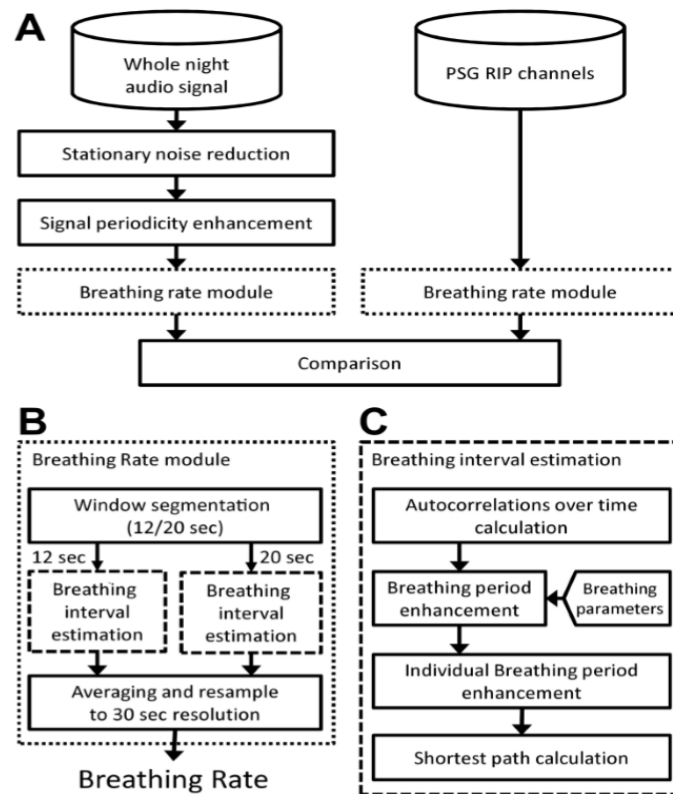 A
Whole night
audio signal
PSG RIP channels
Stationary noise reduction
Signal periodicity enhancement
Breathing rate module
Breathing rate module
Comparison
B
Breathing Rate module
Window segmentation
(12/20 sec)
12 sec
20 sec
Breathing
interval
estimation
Breathing
interval
estimation
Averaging and resample
to 30 sec resolution
Breathing Rate
C
Breathing interval estimation
Autocorrelations over time
calculation
Breathing period
enhancement
Breathing
parameters
Individual Breathing period
enhancement
Shortest path calculation